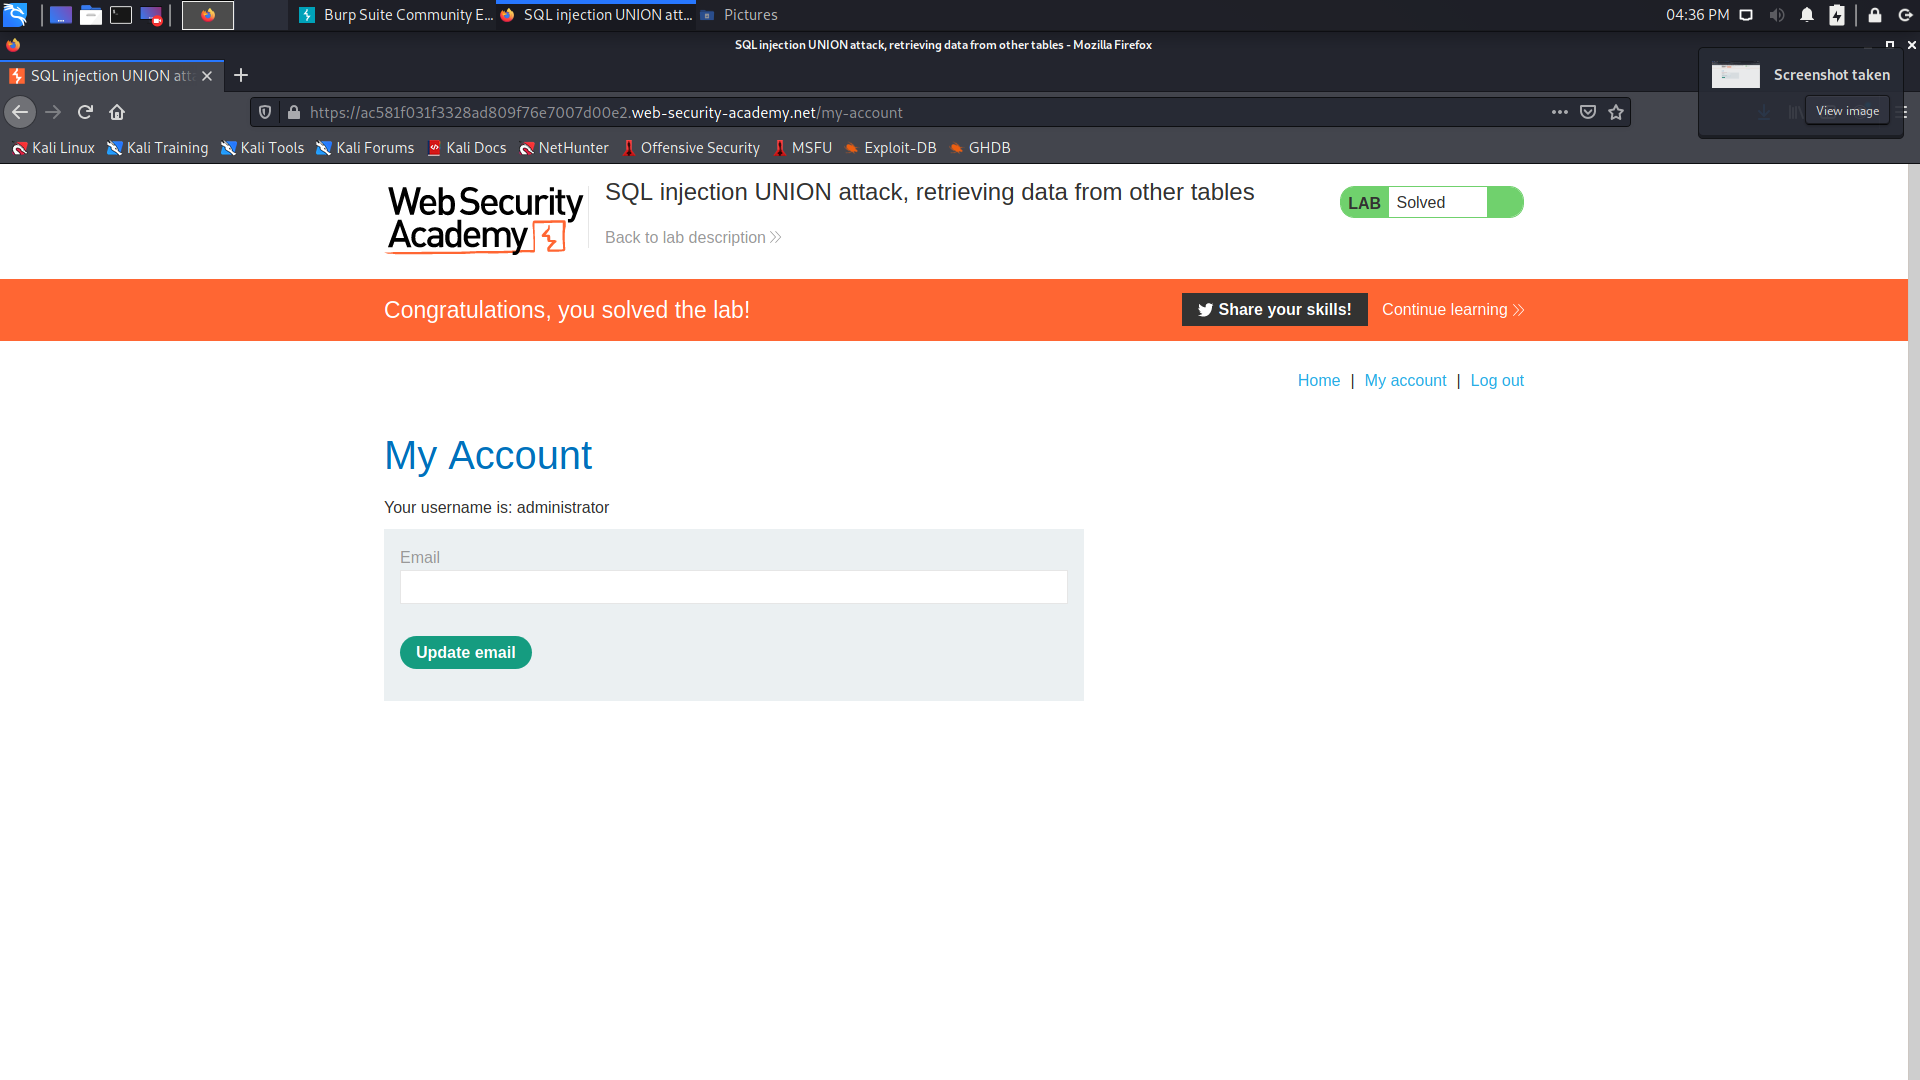 Burp Suite Community E... SQL injection UNION att... Pictures 04:36 PM
SQL injection UNION attack, retrieving data from other tables - Mozilla Firefox
SQL injection UNION att
Screenshot taken
View image
https://ac581f031f3328ad809f76e7007d00e2.web-security-academy.net/my-account
Kali Linux Kali Training Kali Tools Kali Forums Kali Docs NetHunter Offensive Security MSFU Exploit-DB GHDB
Web Security
Academy
SQL injection UNION attack, retrieving data from other tables
Back to lab description
LAB Solved
Congratulations, you solved the lab!
Share your skills! Continue learning
Home | My account | Log out
My Account
Your username is: administrator
Email
Update email